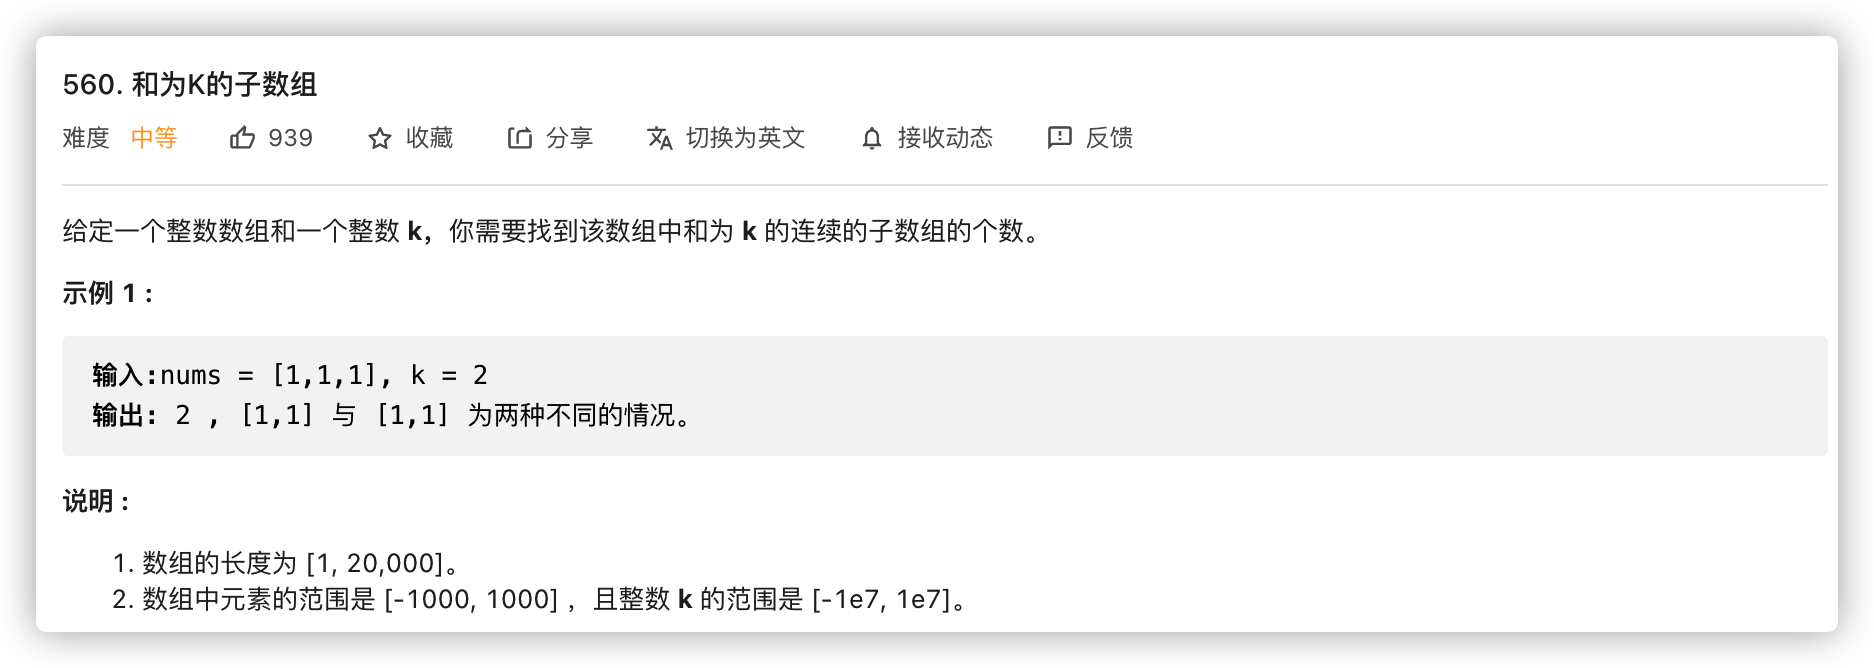 560. 和为K的子数组
难度 中等 939 收藏 分享 切换为英文 接收动态 反馈
给定一个整数数组和一个整数 k，你需要找到该数组中和为 k 的连续的子数组的个数。
示例 1 :
输入:nums = [1,1,1], k = 2
输出: 2 , [1,1] 与 [1,1] 为两种不同的情况。
说明 :
1. 数组的长度为 [1, 20,000]。
2. 数组中元素的范围是 [-1000, 1000] ，且整数 k 的范围是 [-1e7, 1e7]。